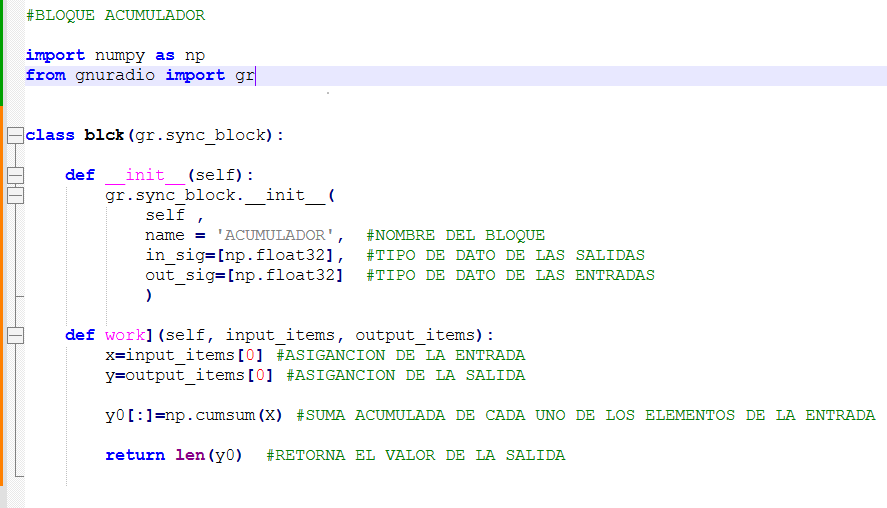 #BLOQUE ACUMULADOR
import numpy as np
from gnuradio import gr
class blck(gr.sync_block):
def __init__(self):
gr.sync_block.__init__(
self ,
name = 'ACUMULADOR',  #NOMBRE DEL BLOQUE
in_sig=[np.float32],  #TIPO DE DATO DE LAS SALIDAS
out_sig=[np.float32]  #TIPO DE DATO DE LAS ENTRADAS
)
def work](self, input_items, output_items):
x=input_items[0] #ASIGANCION DE LA ENTRADA
y=output_items[0] #ASIGANCION DE LA SALIDA
y0[:]=np.cumsum(X) #SUMA ACUMULADA DE CADA UNO DE LOS ELEMENTOS DE LA ENTRADA
return len(y0)  #RETORNA EL VALOR DE LA SALIDA